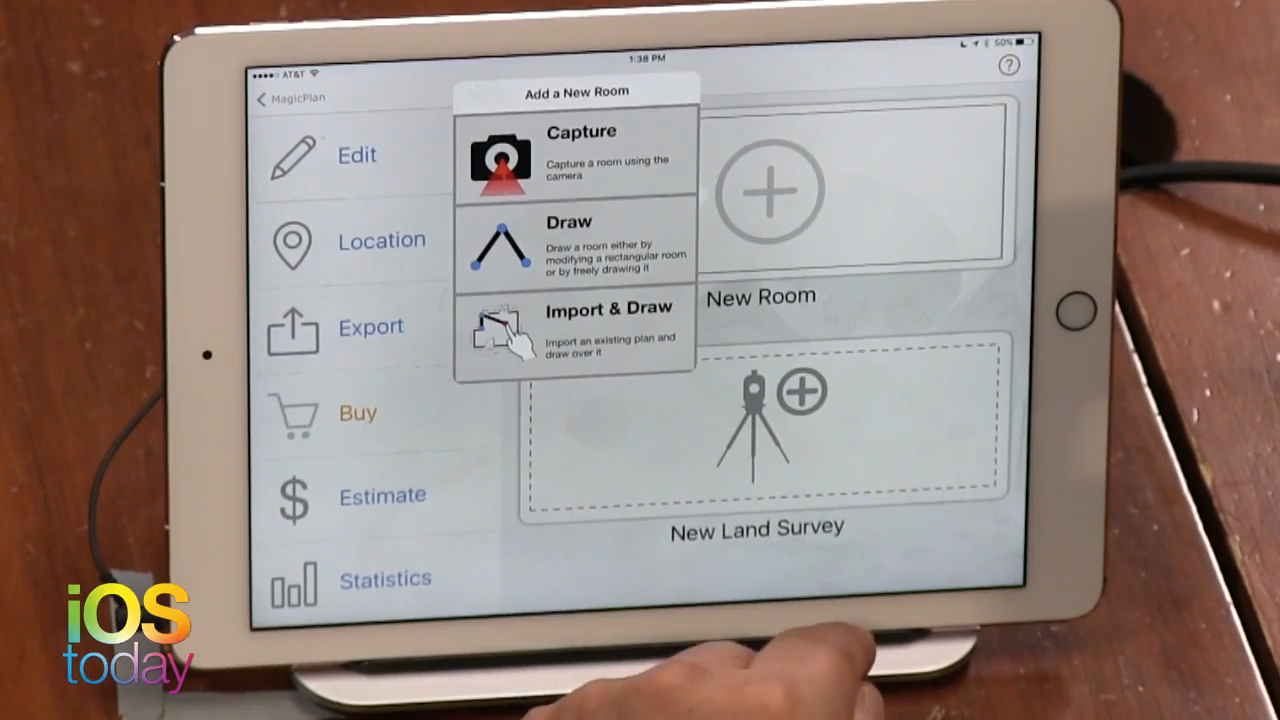 AT&T
1:38 PM
50%
MagicPlan
?
Add a New Room
Edit
Location
Export
Buy
$
Estimate
Statistics
Capture
Capture a room using the
camera
Draw
Draw a room either by
modifying a rectangular room
or by freely drawing it
Import & Draw
Import an existing plan and
draw over it
New Room
New Land Survey
iOS
today